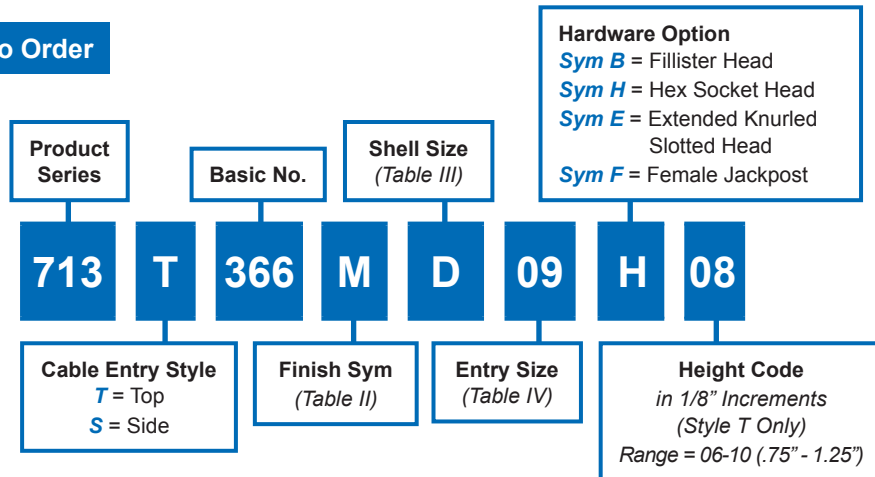 o Order
Hardware Option
Sym B = Fillister Head
Sym H = Hex Socket Head
Sym E = Extended Knurled
Slotted Head
Sym F = Female Jackpost
Product
Series
Basic No.
Shell Size
(Table III)
713 T 366 M D 09 H 08
Cable Entry Style
T = Top
S = Side
Finish Sym
(Table II)
Entry Size
(Table IV)
Height Code
in 1/8” Increments
(Style T Only)
Range = 06-10 (.75” - 1.25”)